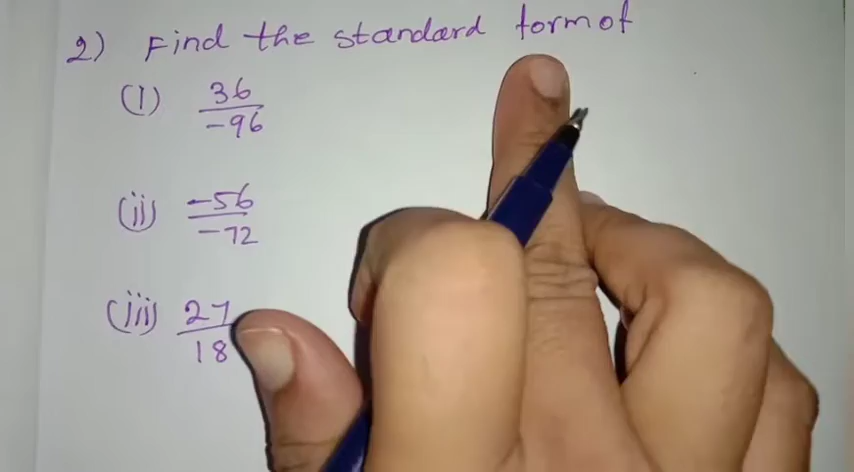 2) Find the standard form of
(i) 36/-96
(ii) -56/-72
(iii) 27/18